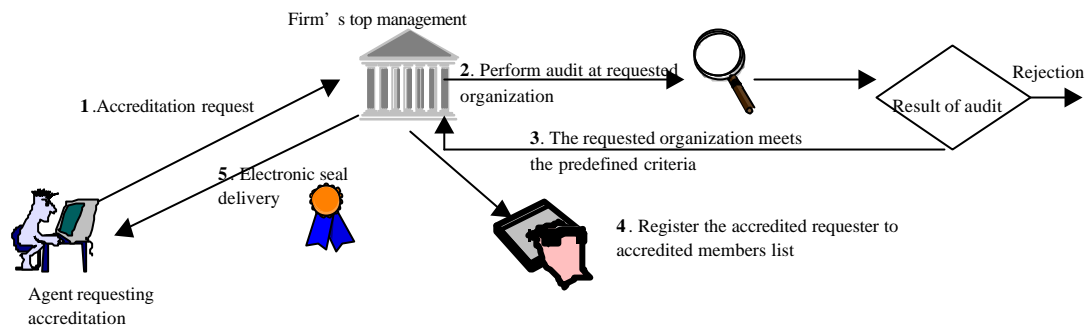 Firm's top management
2. Perform audit at requested
organization
Rejection
1.Accreditation request
Result of audit
3. The requested organization meets
the predefined criteria
5. Electronic seal
delivery
4. Register the accredited requester to
accredited members list
Agent requesting
accreditation